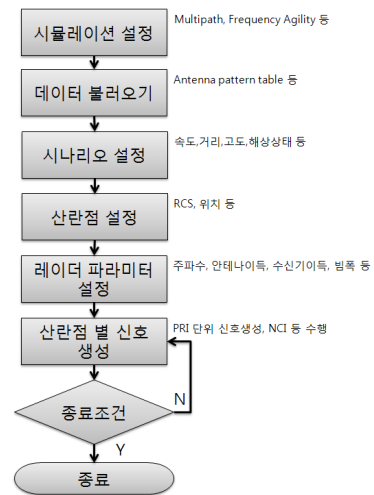 시뮬레이션 설정
Multipath, Frequency Agility 등
데이터 불러오기
Antenna pattern table 등
시나리오 설정
속도,거리,고도,해상상태 등
산란점 설정
RCS, 위치 등
레이더 파라미터
설정
주파수, 안테나이득, 수신기이득, 빔폭 등
산란점 별 신호
생성
PRI 단위 신호생성, NCI 등 수행
종료조건
N
Y
종료